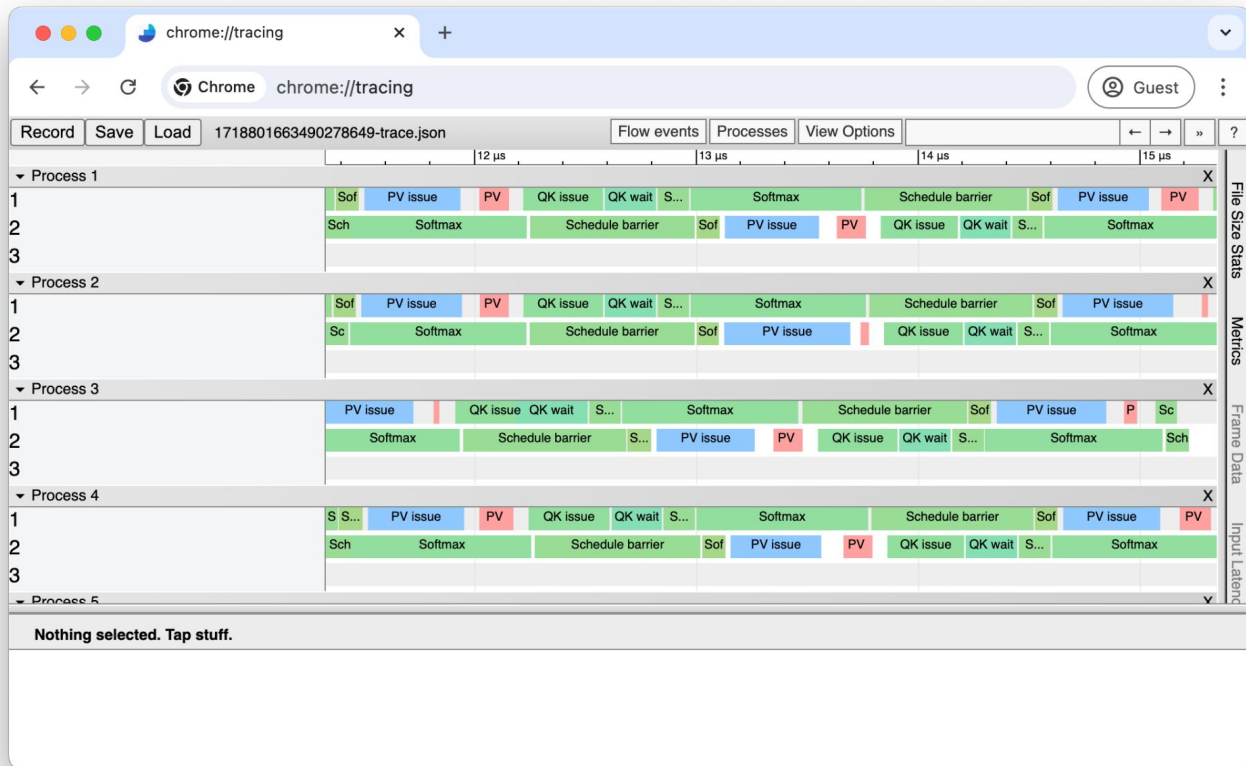 chrome://tracing
Chrome chrome://tracing Guest
Record Save Load 1718801663490278649-trace.json Flow events Processes View Options ← → » ?
12 µs 13 µs 14 µs 15 µs
Process 1 X
1 Sof PV issue PV QK issue QK wait S... Softmax Schedule barrier Sof PV issue PV
2 Sch Softmax Schedule barrier Sof PV issue PV QK issue QK wait S... Softmax
3
Process 2 X
1 Sof PV issue PV QK issue QK wait S... Softmax Schedule barrier Sof PV issue
2 Sc Softmax Schedule barrier Sof PV issue QK issue QK wait S... Softmax
3
Process 3 X
1 PV issue QK issue QK wait S... Softmax Schedule barrier Sof PV issue P Sc
2 Softmax Schedule barrier S... PV issue PV QK issue QK wait S... Softmax Sch
3
Process 4 X
1 S S... PV issue PV QK issue QK wait S... Softmax Schedule barrier Sof PV issue PV
2 Sch Softmax Schedule barrier Sof PV issue PV QK issue QK wait S... Softmax
3
Process 5 X
File Size Stats
Metrics
Frame Data
Input Latenc
Nothing selected. Tap stuff.